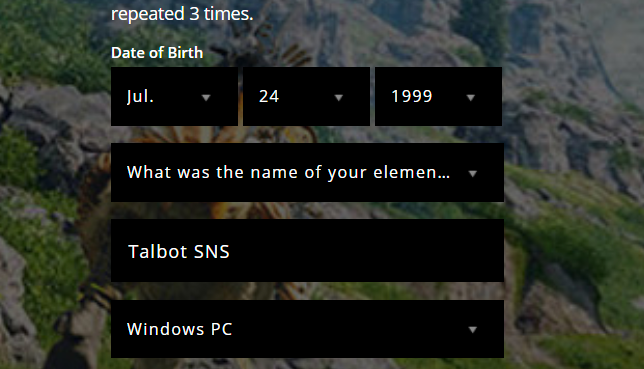 repeated 3 times.
Date of Birth
Jul. 24 1999
What was the name of your elemen...
Talbot SNS
Windows PC